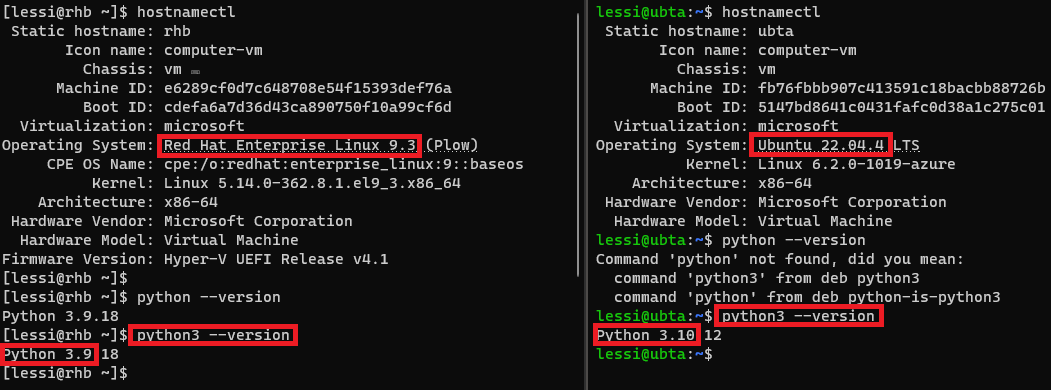 [lessi@rhb ~]$ hostnamectl
Static hostname: rhb
Icon name: computer-vm
Chassis: vm
Machine ID: e6289cf0d7c648708e54f15393def76a
Boot ID: cdefa6a7d36d43ca890750f10a99cf6d
Virtualization: microsoft
Operating System: Red Hat Enterprise Linux 9.3 (Plow)
CPE OS Name: cpe:/o:redhat:enterprise_linux:9::baseos
Kernel: Linux 5.14.0-362.8.1.el9_3.x86_64
Architecture: x86-64
Hardware Vendor: Microsoft Corporation
Hardware Model: Virtual Machine
Firmware Version: Hyper-V UEFI Release v4.1
[lessi@rhb ~]$
[lessi@rhb ~]$ python --version
Python 3.9.18
[lessi@rhb ~]$ python3 --version
Python 3.9 18
[lessi@rhb ~]$
lessi@ubta:~$ hostnamectl
Static hostname: ubta
Icon name: computer-vm
Chassis: vm
Machine ID: fb76fbbb907c413591c18bacbb88726b
Boot ID: 5147bd8641c0431fafc0d38a1c275c01
Virtualization: microsoft
Operating System: Ubuntu 22.04.4 LTS
Kernel: Linux 6.2.0-1019-azure
Architecture: x86-64
Hardware Vendor: Microsoft Corporation
Hardware Model: Virtual Machine
lessi@ubta:~$ python --version
Command 'python' not found, did you mean:
command 'python3' from deb python3
command 'python' from deb python-is-python3
lessi@ubta:~$ python3 --version
Python 3.10 12
lessi@ubta:~$